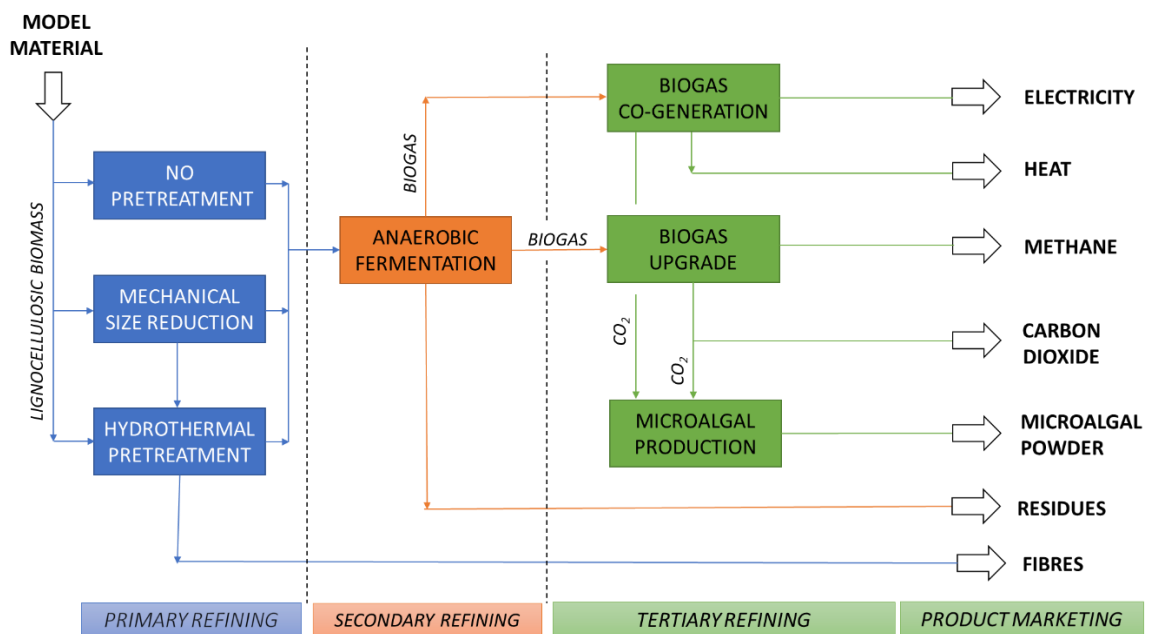 MODEL
MATERIAL
LIGNOCELLULOSIC BIOMASS
NO
PRETREATMENT
MECHANICAL
SIZE REDUCTION
HYDROTHERMAL
PRETREATMENT
ANAEROBIC
FERMENTATION
BIOGAS
BIOGAS
BIOGAS
CO-GENERATION
BIOGAS
UPGRADE
CO2
CO2
MICROALGAL
PRODUCTION
ELECTRICITY
HEAT
METHANE
CARBON
DIOXIDE
MICROALGAL
POWDER
RESIDUES
FIBRES
PRIMARY REFINING
SECONDARY REFINING
TERTIARY REFINING
PRODUCT MARKETING